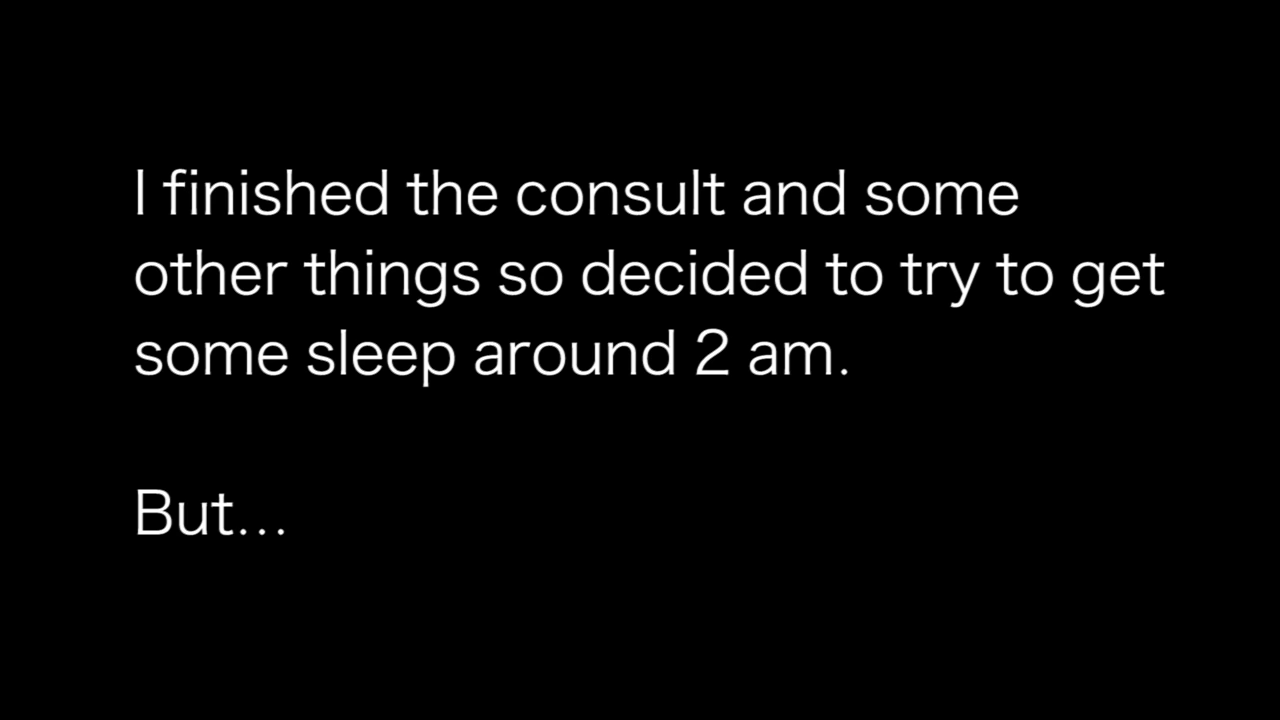 I finished the consult and some
other things so decided to try to get
some sleep around 2 am.
But...